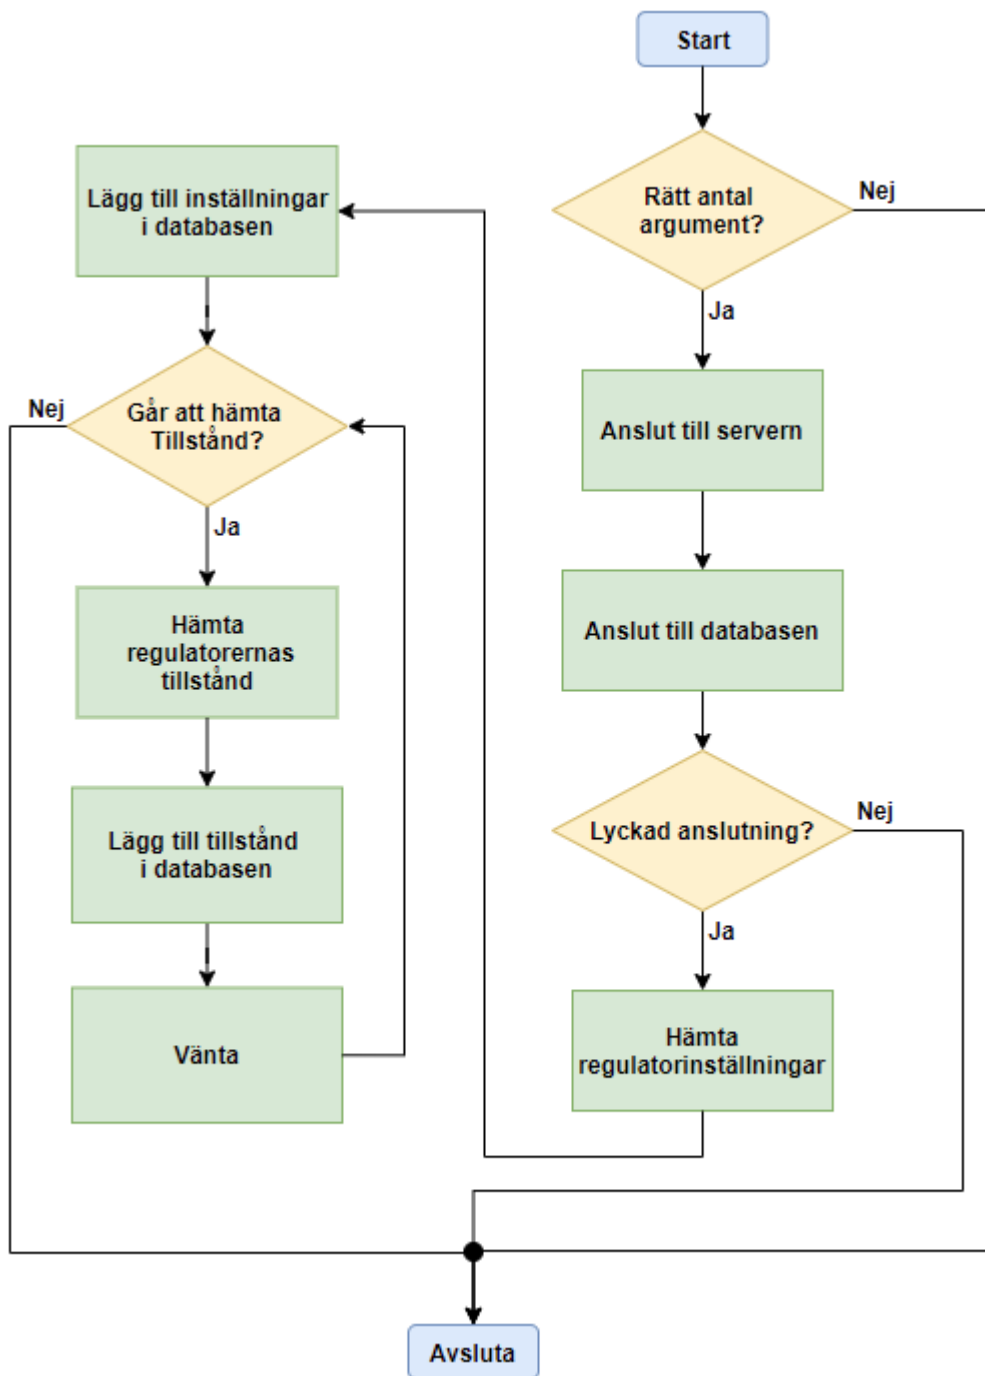 Start
Rätt antal
argument?
Nej
Ja
Anslut till servern
Anslut till databasen
Lyckad anslutning?
Nej
Ja
Hämta
regulatorinställningar
Lägg till inställningar
i databasen
Går att hämta
Tillstånd?
Nej
Ja
Hämta
regulatorernas
tillstånd
Lägg till tillstånd
i databasen
Vänta
Avsluta